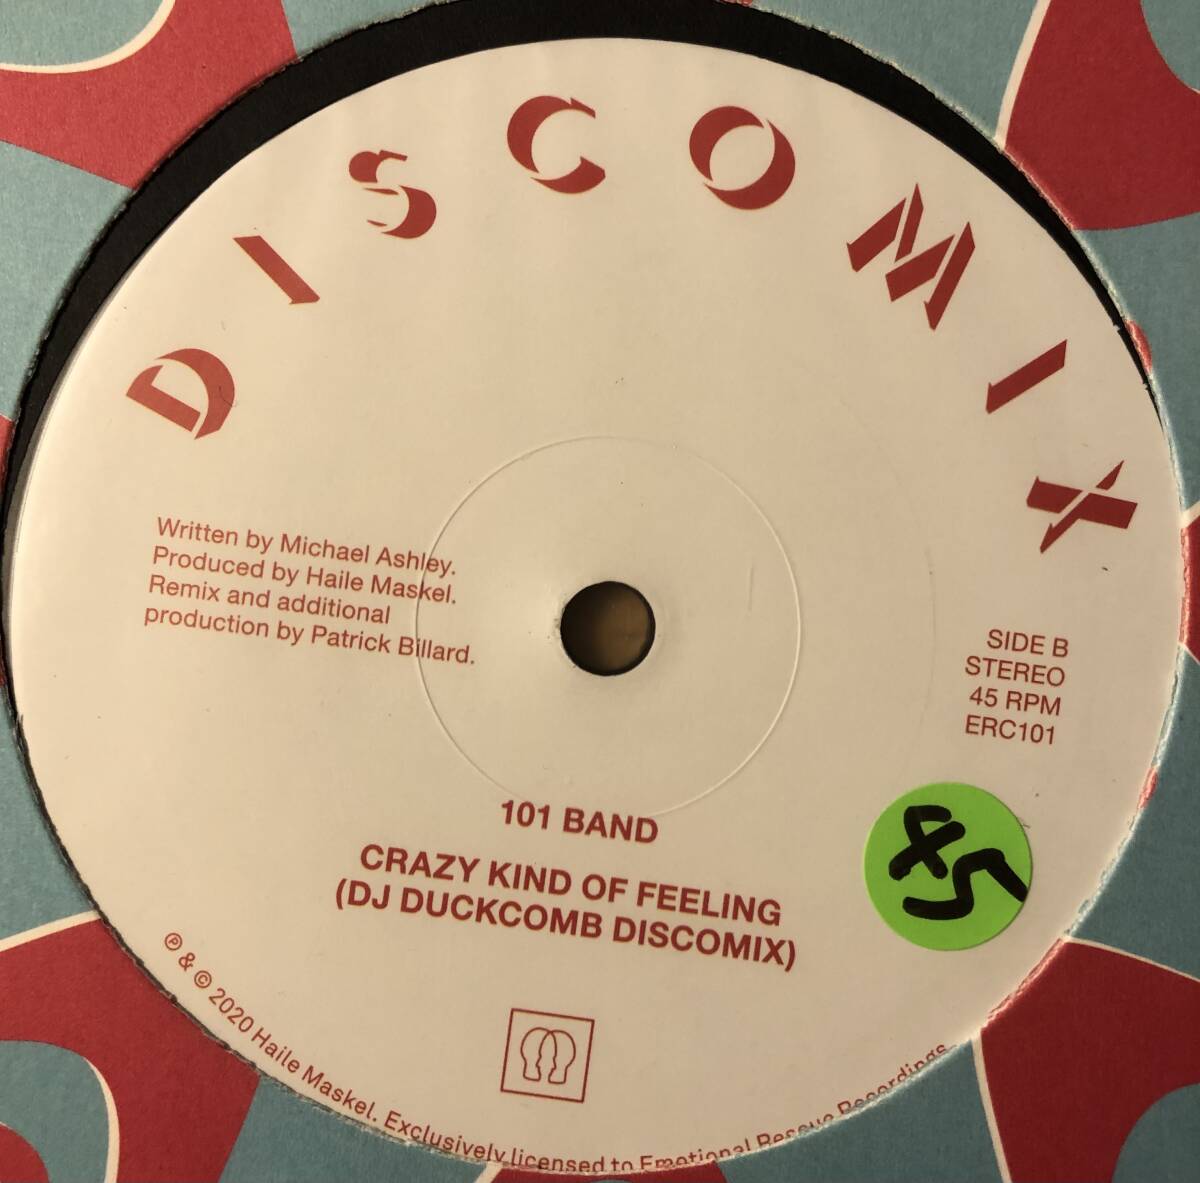 DISCOMIX
Written by Michael Ashley.
Produced by Haile Maskel.
Remix and additional
production by Patrick Billard.
SIDE B
STEREO
45 RPM
ERC101
101 BAND
CRAZY KIND OF FEELING
(DJ DUCKCOMB DISCOMIX)
45
℗ & © 2020 Haile Maskel. Exclusively licensed to Emotional Rescue Recordings